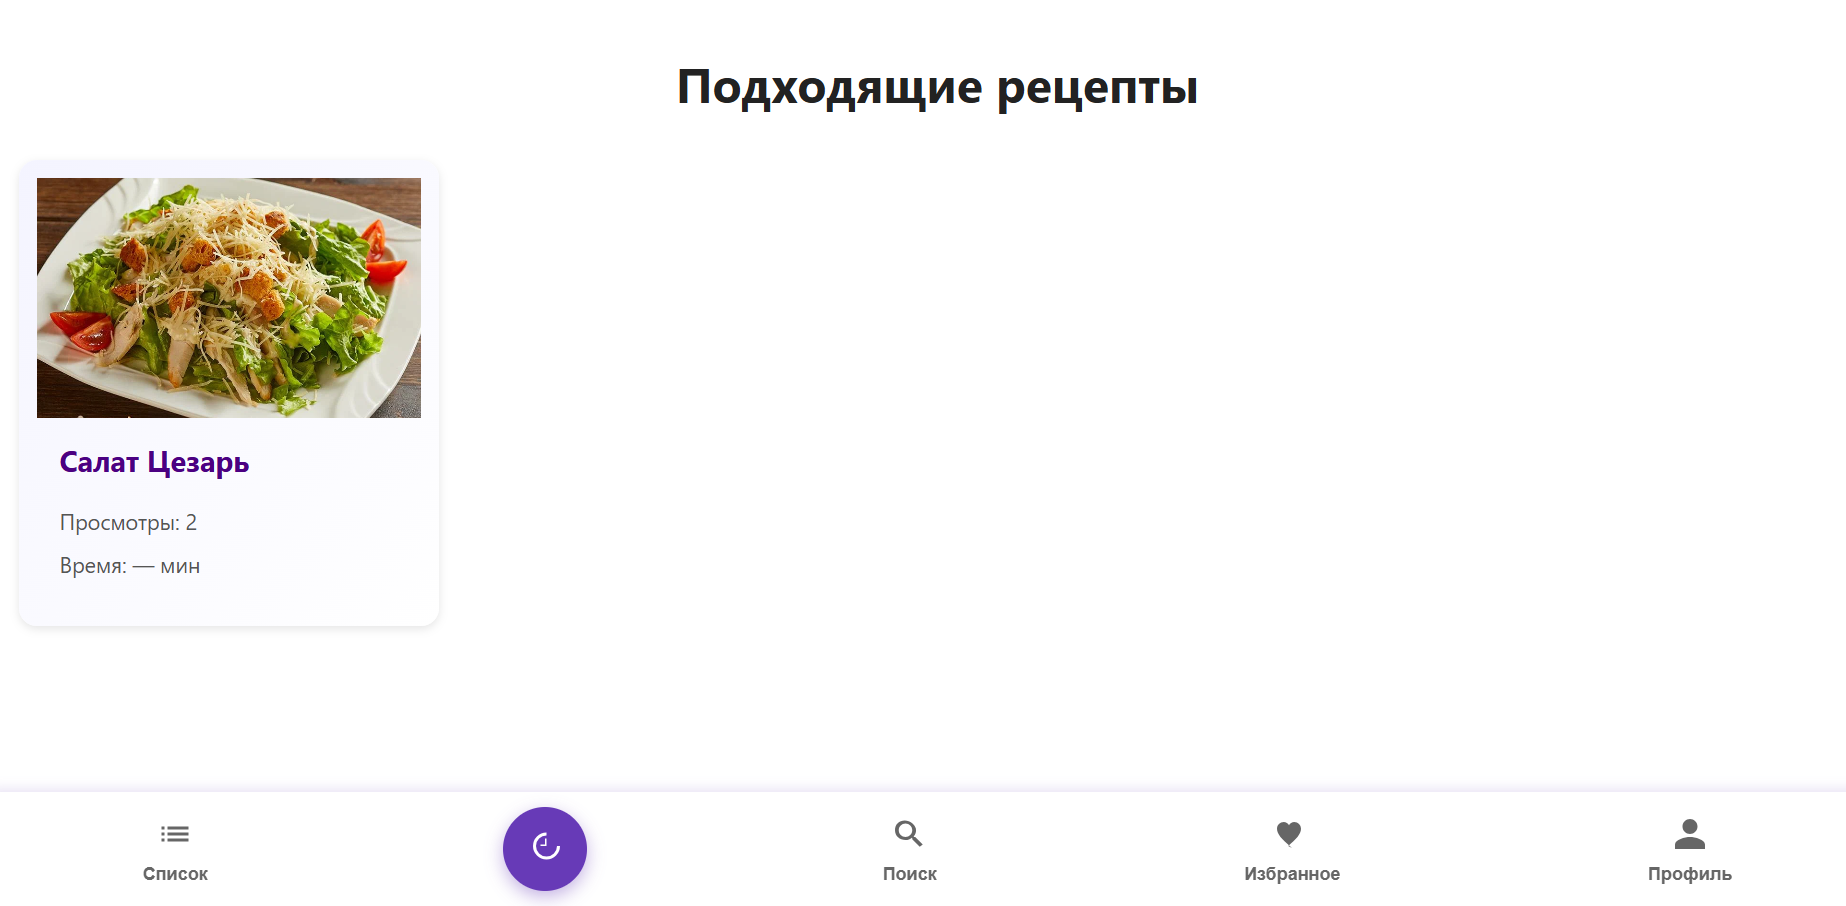 Подходящие рецепты
Салат Цезарь
Просмотры: 2
Время: — мин
Список
Поиск
Избранное
Профиль